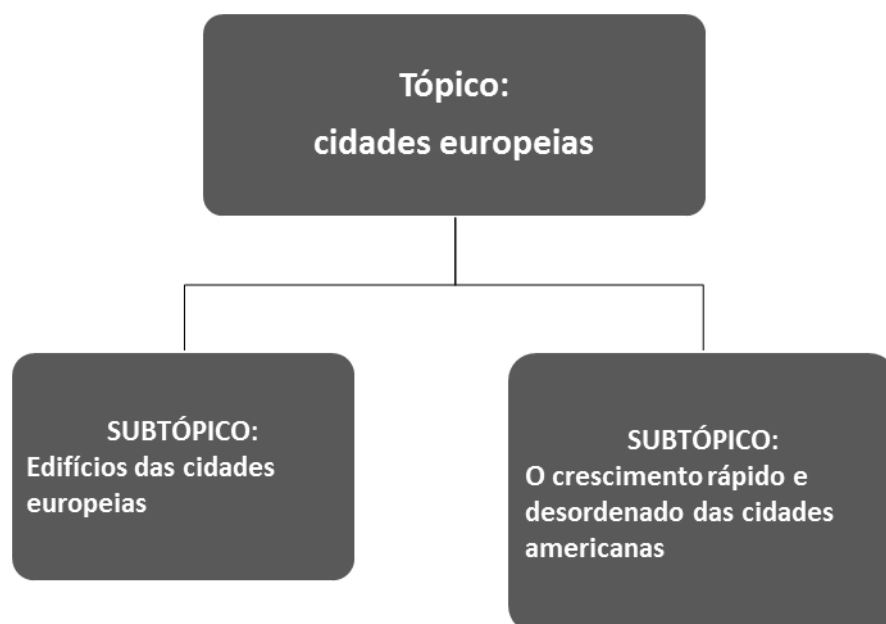 Tópico:
cidades europeias
SUBTÓPICO:
Edifícios das cidades
europeias
SUBTÓPICO:
O crescimento rápido e
desordenado das cidades
americanas